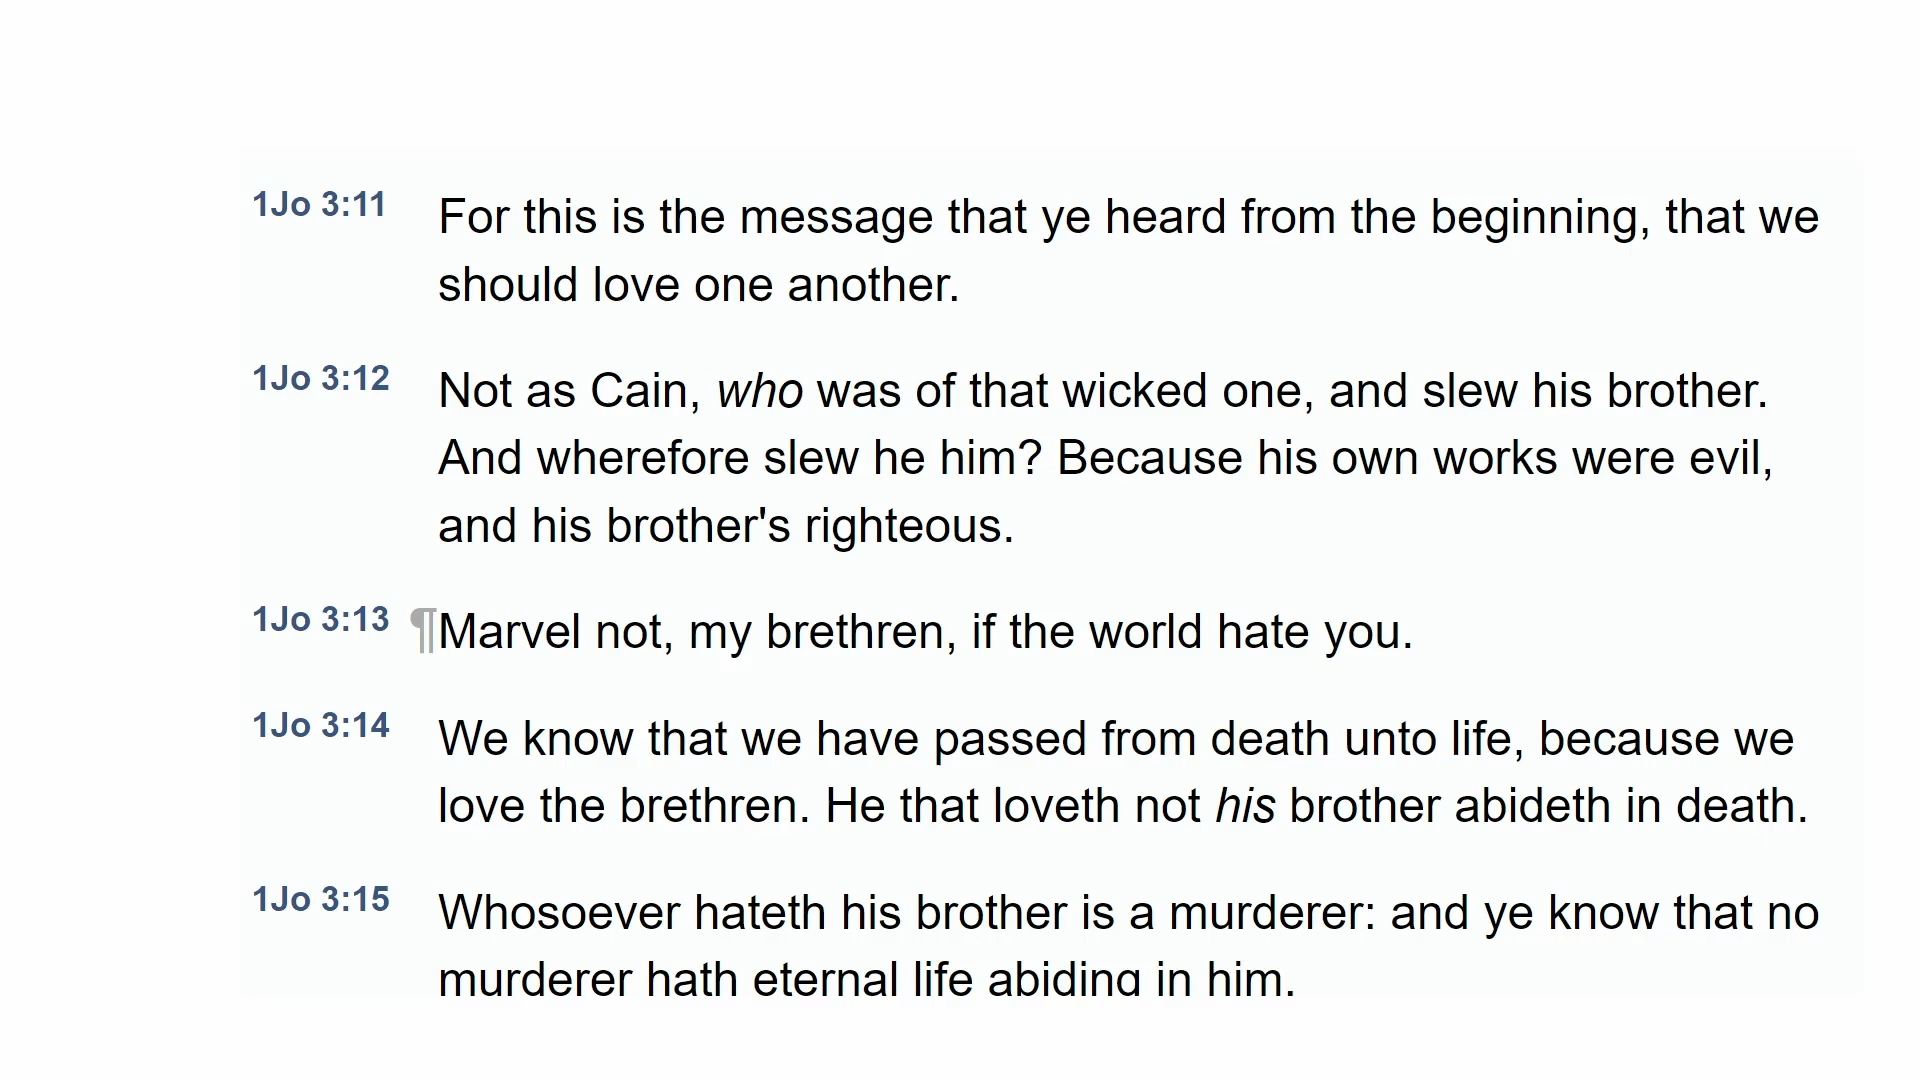 1Jo 3:11 For this is the message that ye heard from the beginning, that we
should love one another.
1Jo 3:12 Not as Cain, who was of that wicked one, and slew his brother.
And wherefore slew he him? Because his own works were evil,
and his brother's righteous.
1Jo 3:13 ¶Marvel not, my brethren, if the world hate you.
1Jo 3:14 We know that we have passed from death unto life, because we
love the brethren. He that loveth not his brother abideth in death.
1Jo 3:15 Whosoever hateth his brother is a murderer: and ye know that no
murderer hath eternal life abiding in him.